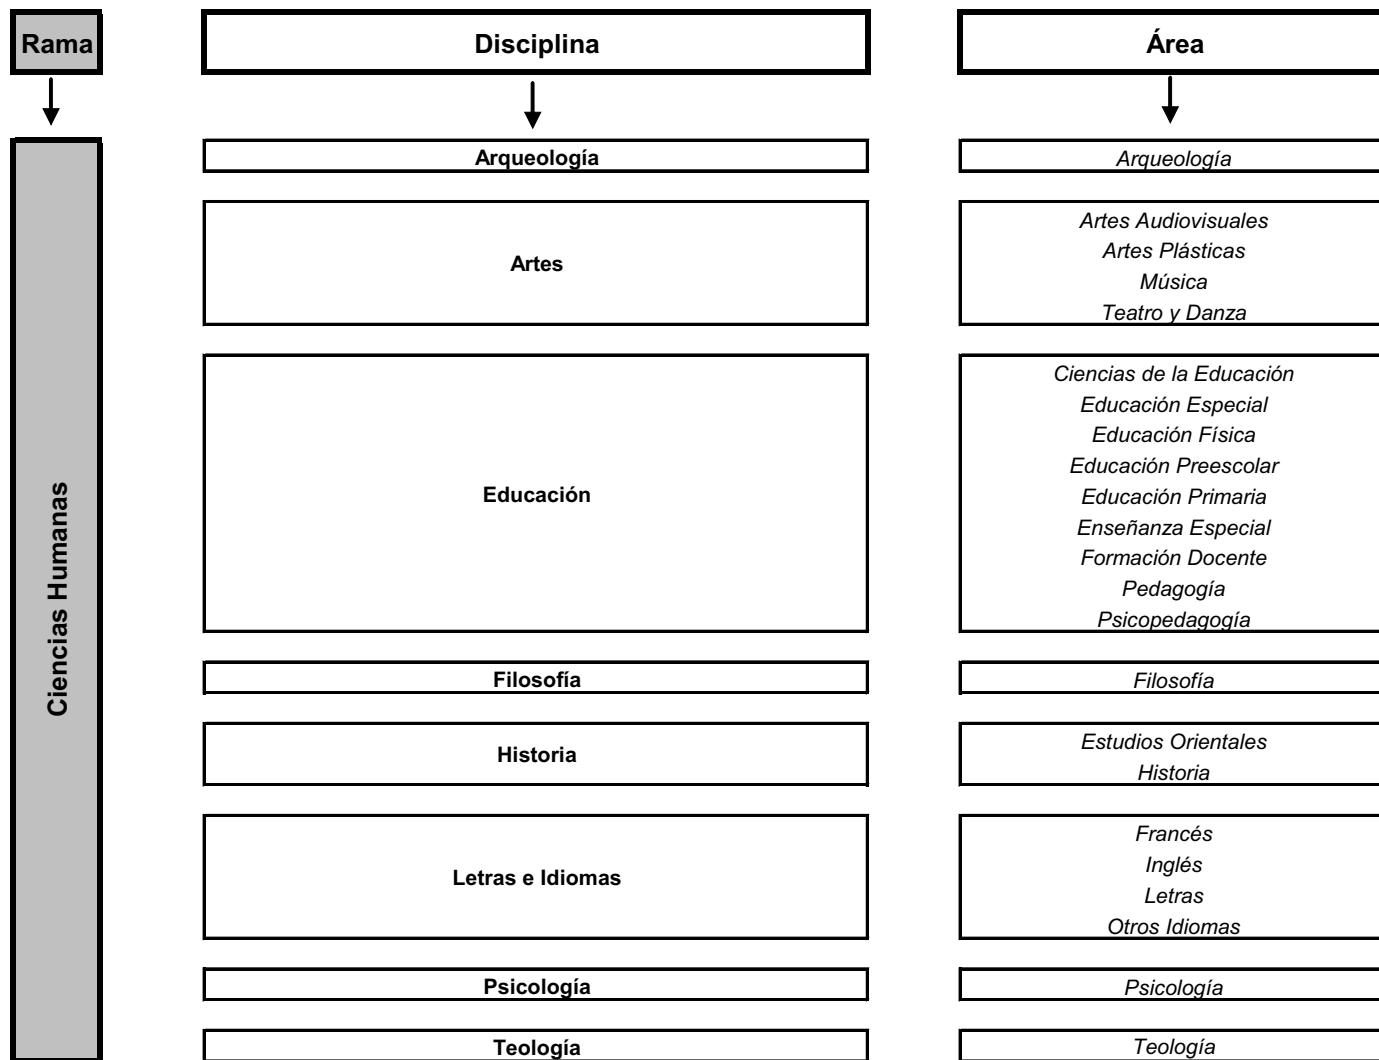 Rama
Disciplina
Área
Ciencias Humanas
Arqueología
Arqueología
Artes
Artes Audiovisuales
Artes Plásticas
Música
Teatro y Danza
Educación
Ciencias de la Educación
Educación Especial
Educación Física
Educación Preescolar
Educación Primaria
Enseñanza Especial
Formación Docente
Pedagogía
Psicopedagogía
Filosofía
Filosofía
Historia
Estudios Orientales
Historia
Letras e Idiomas
Francés
Inglés
Letras
Otros Idiomas
Psicología
Psicología
Teología
Teología